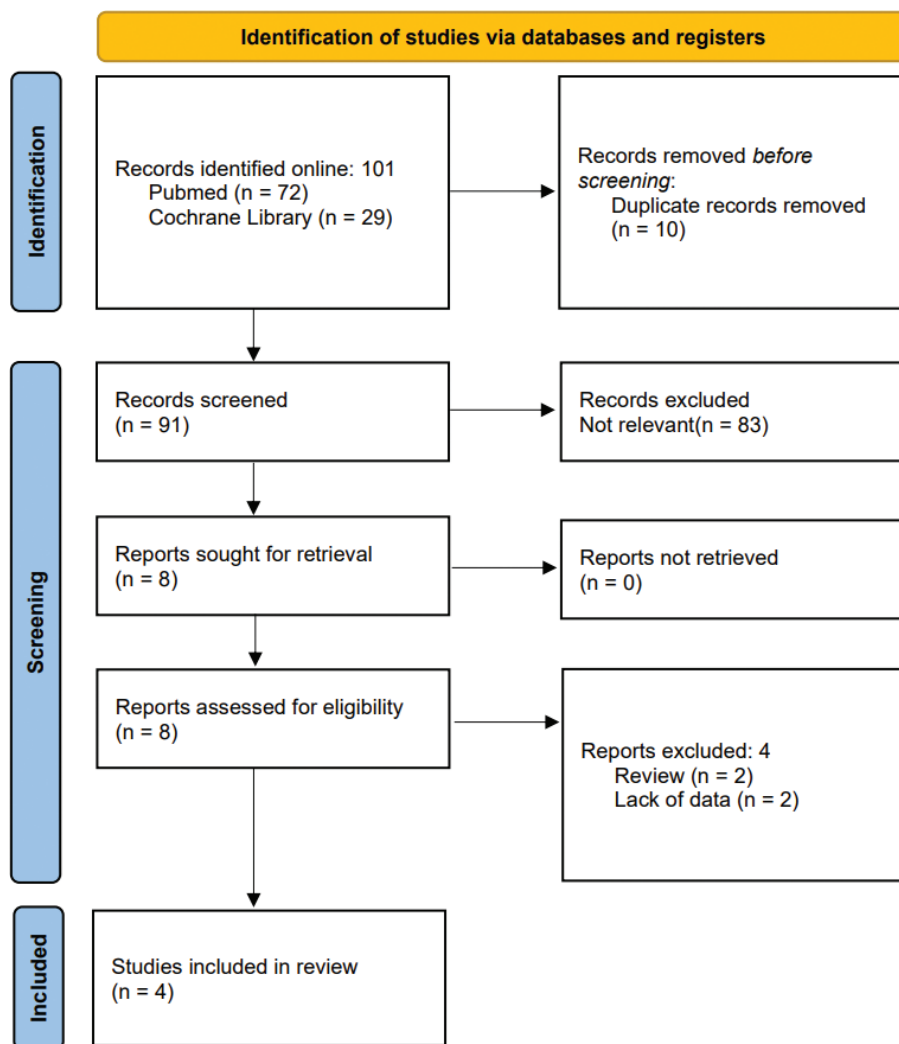 Identification of studies via databases and registers
Identification
Records identified online: 101
Pubmed (n = 72)
Cochrane Library (n = 29)
Records removed before
screening:
Duplicate records removed
(n = 10)
Screening
Records screened
(n = 91)
Records excluded
Not relevant(n = 83)
Reports sought for retrieval
(n = 8)
Reports not retrieved
(n = 0)
Reports assessed for eligibility
(n = 8)
Reports excluded: 4
Review (n = 2)
Lack of data (n = 2)
Included
Studies included in review
(n = 4)